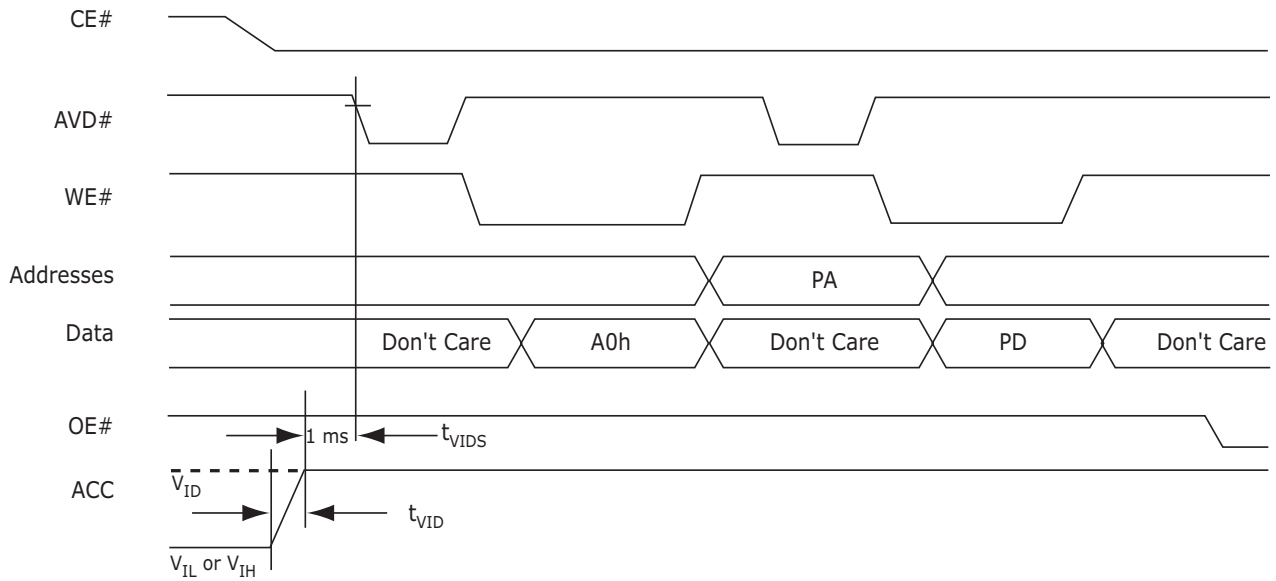 CE#
AVD#
WE#
Addresses
PA
Data
Don't Care A0h Don't Care PD Don't Care
OE#
1 ms
tVIDS
ACC
VID
tVID
VIL or VIH